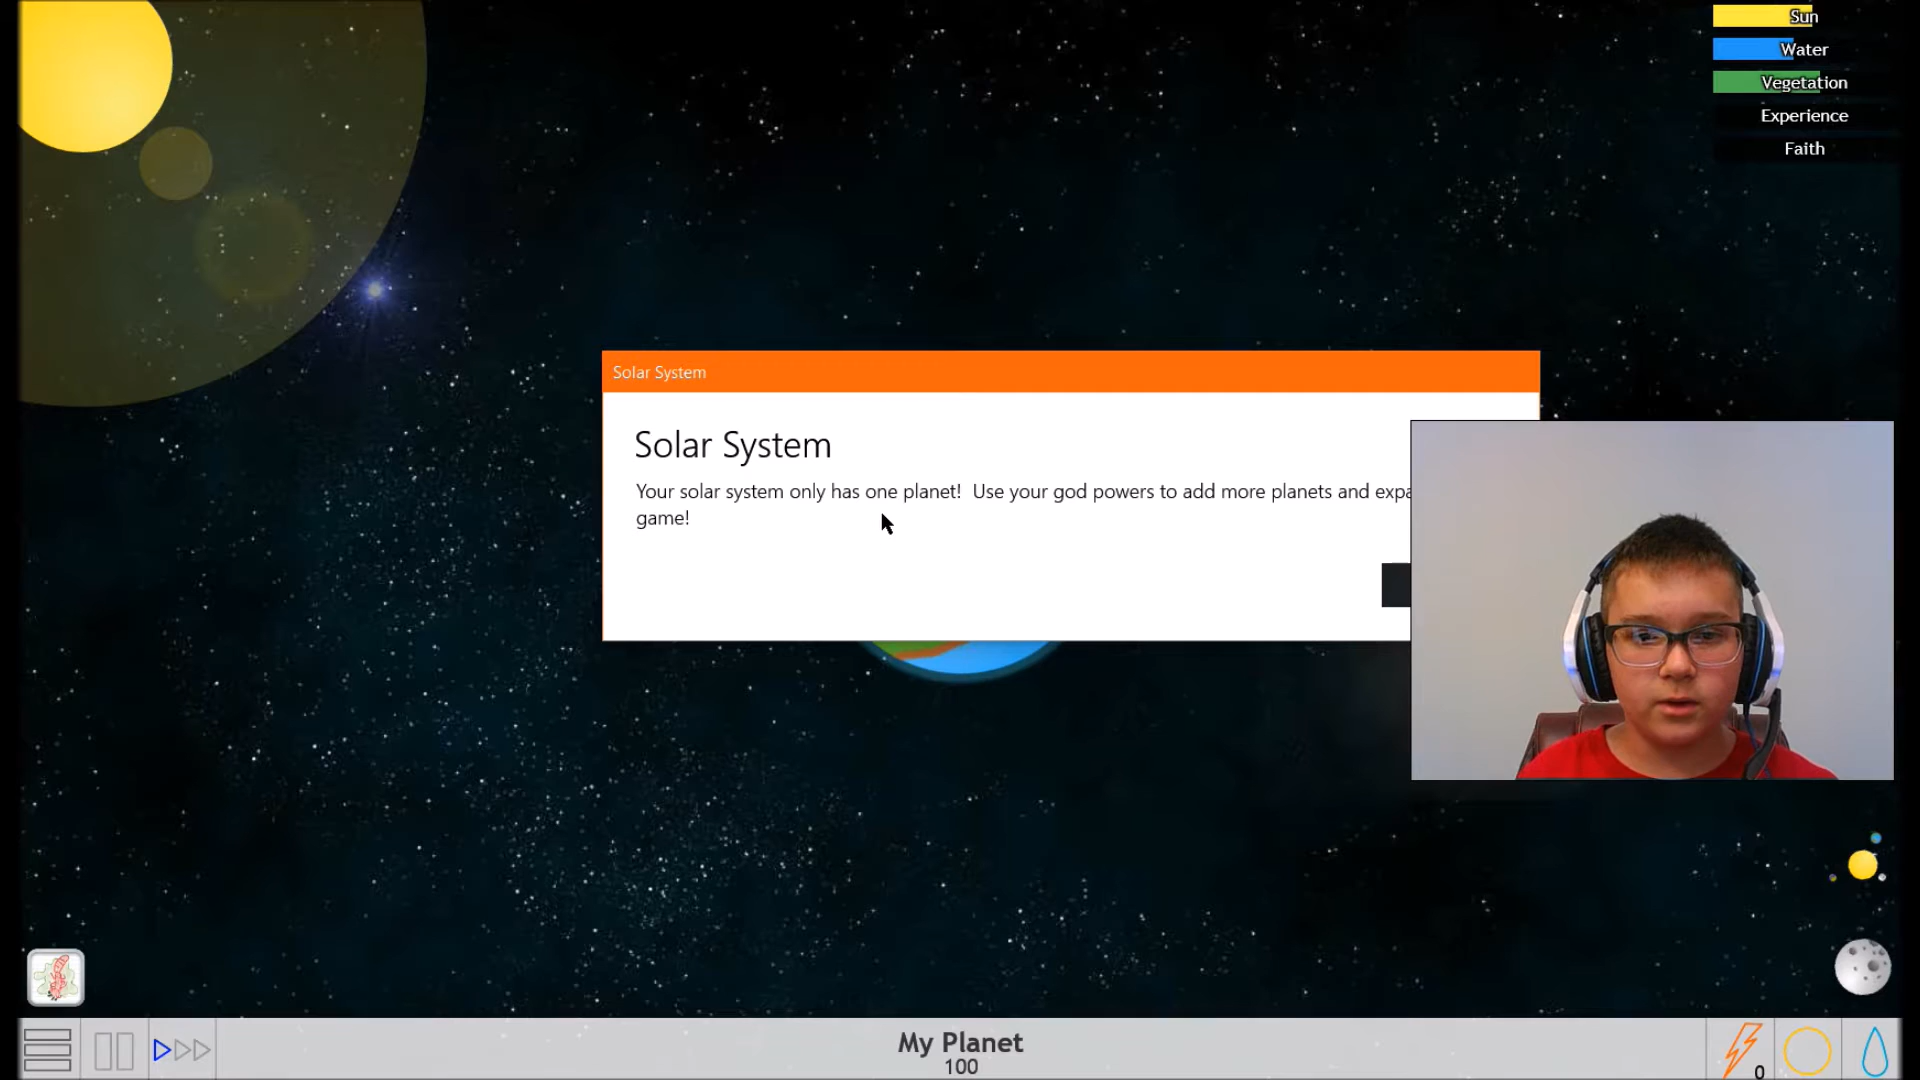 Sun
Water
Vegetation
Experience
Faith
Solar System
Solar System
Your solar system only has one planet!  Use your god powers to add more planets and expa
game!
My Planet
100
0